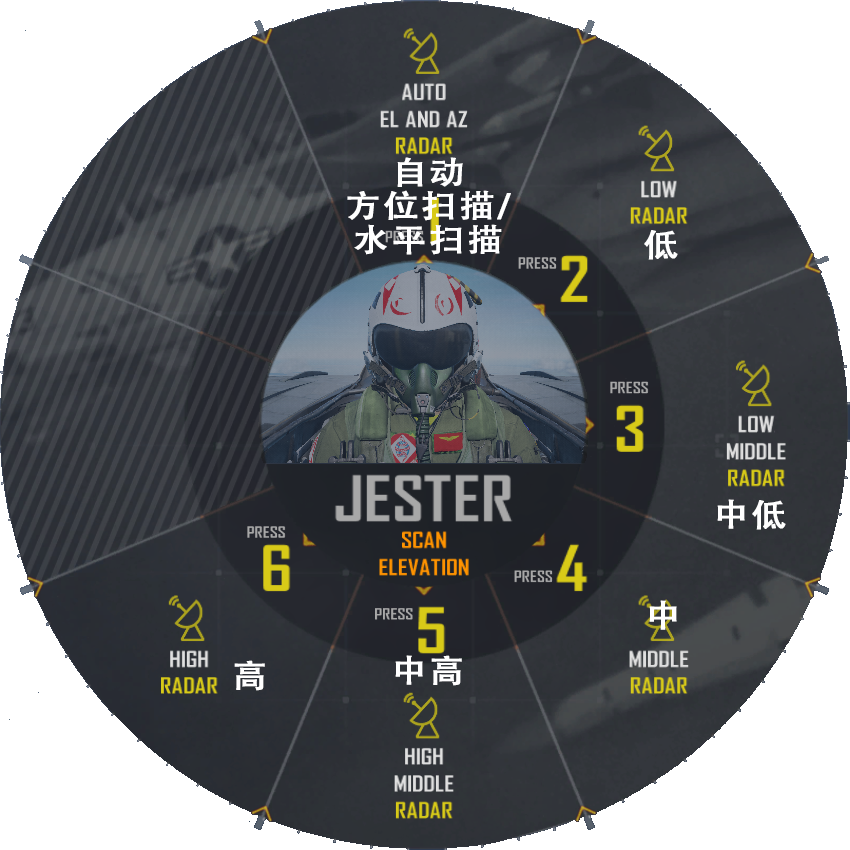 AUTO
EL AND AZ
RADAR
自动
方位扫描/
水平扫描
PRESS 1
LOW
RADAR
低
PRESS 2
PRESS
3
LOW
MIDDLE
RADAR
中低
JESTER
SCAN
ELEVATION
PRESS 4
中
MIDDLE
RADAR
PRESS 5
中高
HIGH
MIDDLE
RADAR
PRESS
6
HIGH
RADAR
高